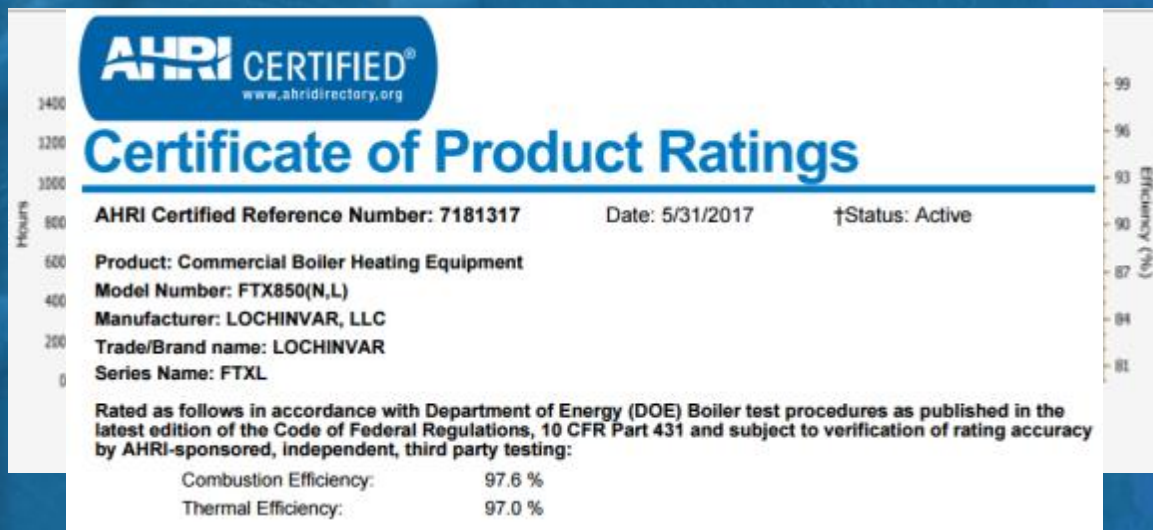 AHRI CERTIFIED®
www.ahridirectory.org
Certificate of Product Ratings
AHRI Certified Reference Number: 7181317 Date: 5/31/2017 †Status: Active
Product: Commercial Boiler Heating Equipment
Model Number: FTX850(N,L)
Manufacturer: LOCHINVAR, LLC
Trade/Brand name: LOCHINVAR
Series Name: FTXL
Rated as follows in accordance with Department of Energy (DOE) Boiler test procedures as published in the
latest edition of the Code of Federal Regulations, 10 CFR Part 431 and subject to verification of rating accuracy
by AHRI-sponsored, independent, third party testing:
Combustion Efficiency: 97.6 %
Thermal Efficiency: 97.0 %
Hours
1400
1200
1000
800
600
400
200
0
99
96
93
90
87
84
81
Efficiency (%)